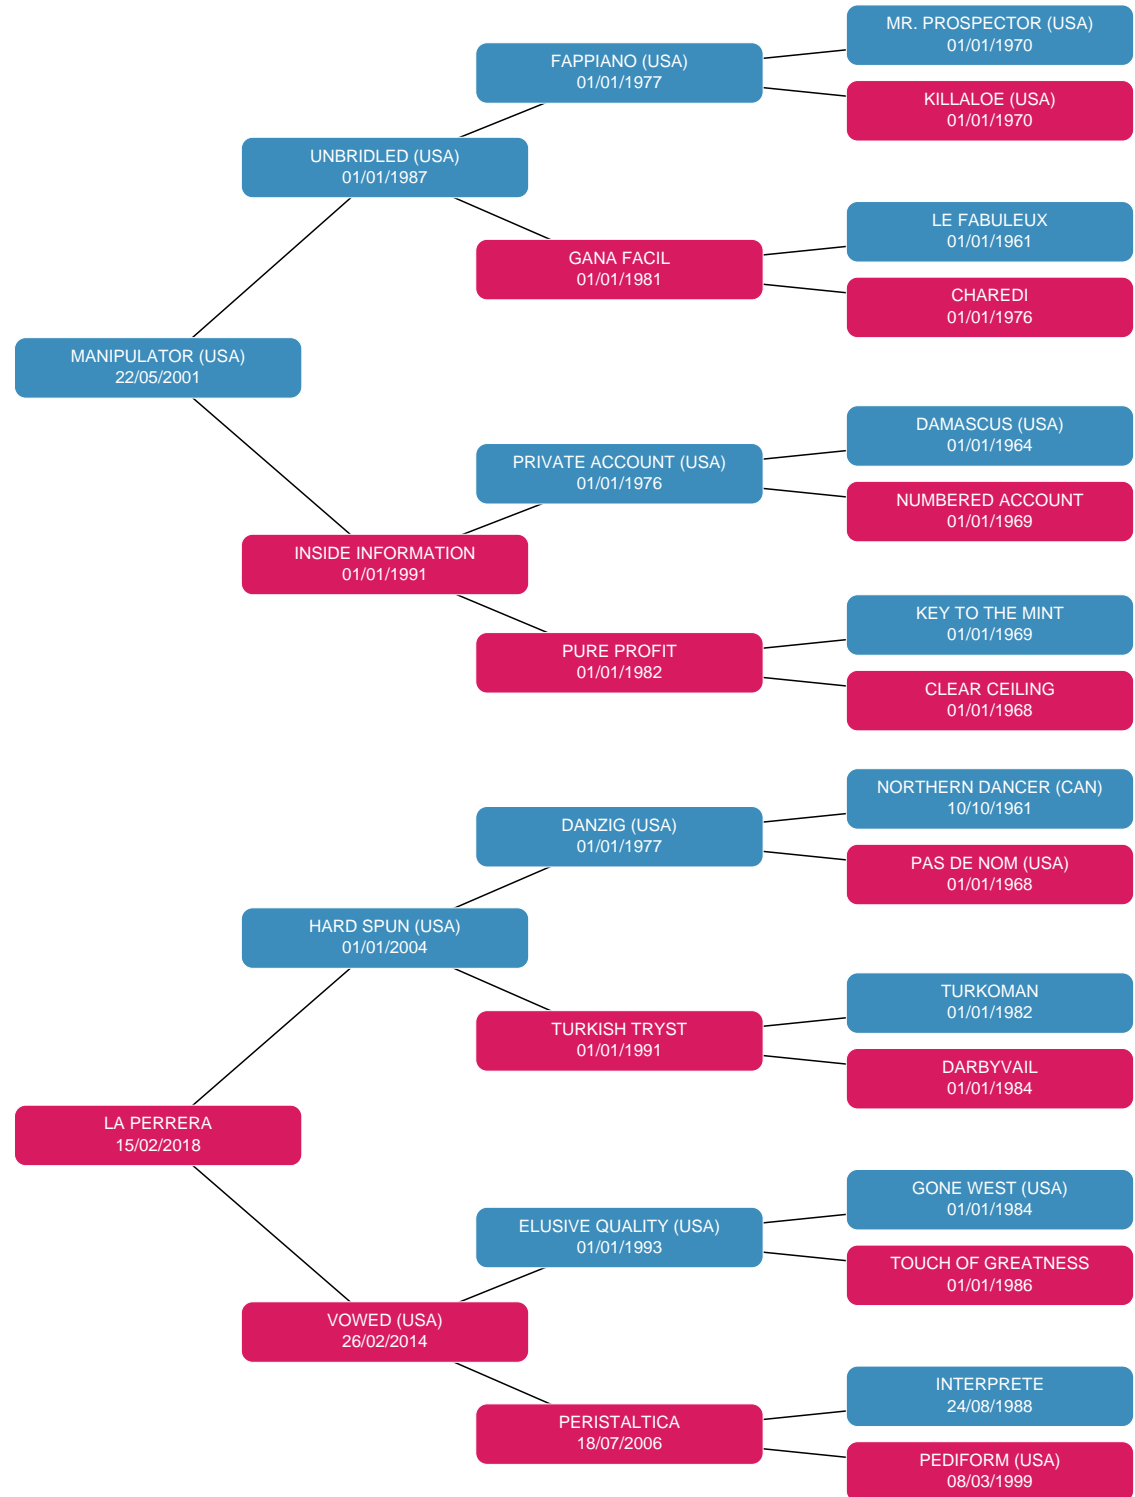 MR. PROSPECTOR (USA)
01/01/1970
FAPPIANO (USA)
01/01/1977
KILLALOE (USA)
01/01/1970
UNBRIDLED (USA)
01/01/1987
LE FABULEUX
01/01/1961
GANA FACIL
01/01/1981
CHAREDI
01/01/1976
MANIPULATOR (USA)
22/05/2001
DAMASCUS (USA)
01/01/1964
PRIVATE ACCOUNT (USA)
01/01/1976
NUMBERED ACCOUNT
01/01/1969
INSIDE INFORMATION
01/01/1991
KEY TO THE MINT
01/01/1969
PURE PROFIT
01/01/1982
CLEAR CEILING
01/01/1968
NORTHERN DANCER (CAN)
10/10/1961
DANZIG (USA)
01/01/1977
PAS DE NOM (USA)
01/01/1968
HARD SPUN (USA)
01/01/2004
TURKOMAN
01/01/1982
TURKISH TRYST
01/01/1991
DARBYVAIL
01/01/1984
LA PERRERA
15/02/2018
GONE WEST (USA)
01/01/1984
ELUSIVE QUALITY (USA)
01/01/1993
TOUCH OF GREATNESS
01/01/1986
VOWED (USA)
26/02/2014
INTERPRETE
24/08/1988
PERISTALTICA
18/07/2006
PEDIFORM (USA)
08/03/1999